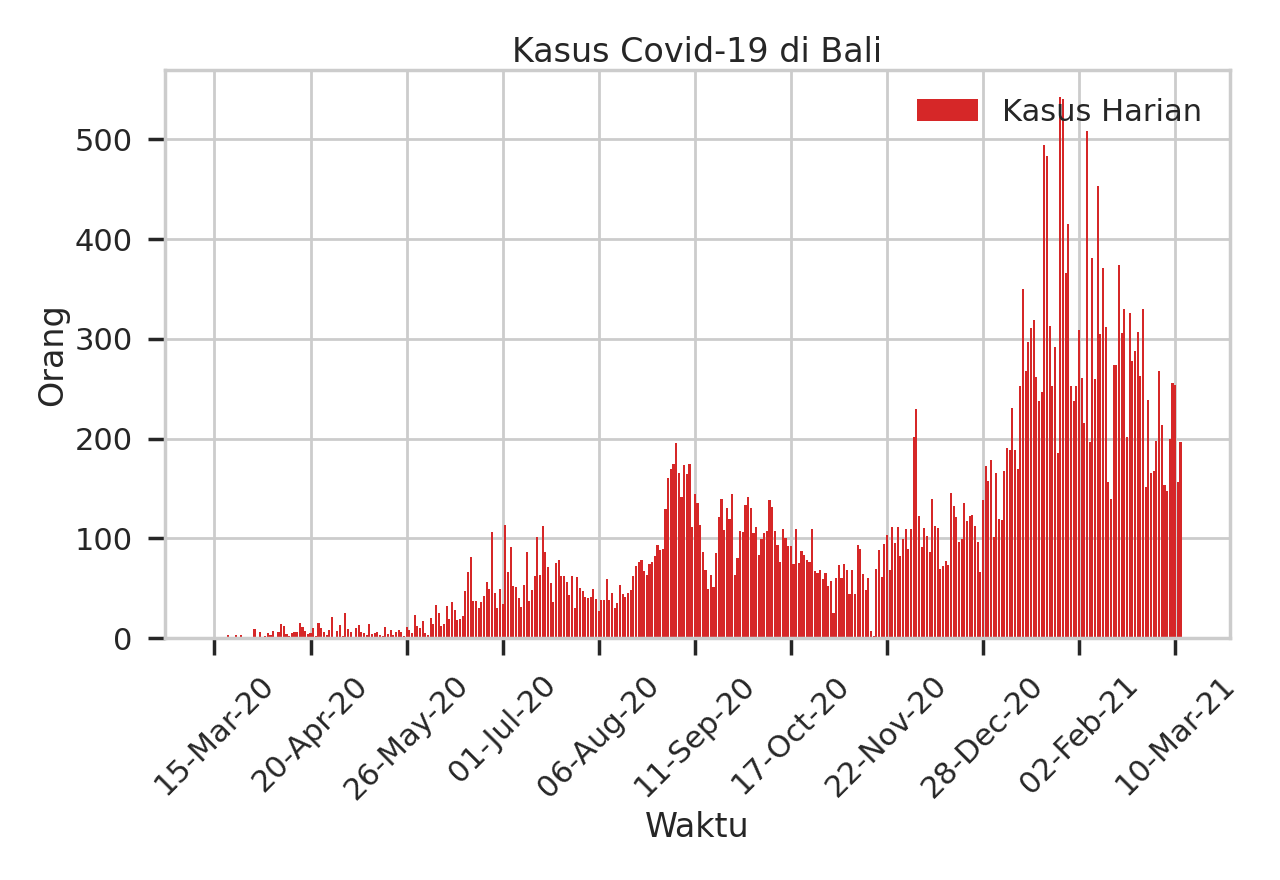 Kasus Covid-19 di Bali
Kasus Harian
500
400
300
200
100
0
Orang
15-Mar-20
20-Apr-20
26-May-20
01-Jul-20
06-Aug-20
11-Sep-20
17-Oct-20
22-Nov-20
28-Dec-20
02-Feb-21
10-Mar-21
Waktu